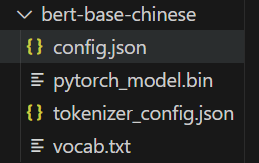 bert-base-chinese
{} config.json
pytorch_model.bin
{} tokenizer_config.json
vocab.txt